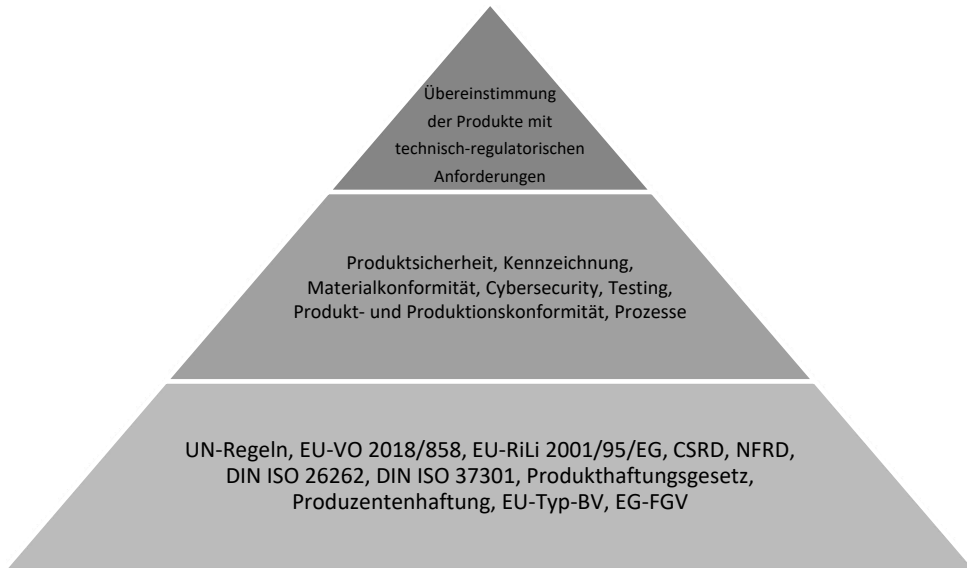 Übereinstimmung
der Produkte mit
technisch-regulatorischen
Anforderungen
Produktsicherheit, Kennzeichnung,
Materialkonformität, Cybersecurity, Testing,
Produkt- und Produktionskonformität, Prozesse
UN-Regeln, EU-VO 2018/858, EU-RiLi 2001/95/EG, CSRD, NFRD,
DIN ISO 26262, DIN ISO 37301, Produkthaftungsgesetz,
Produzentenhaftung, EU-Typ-BV, EG-FGV